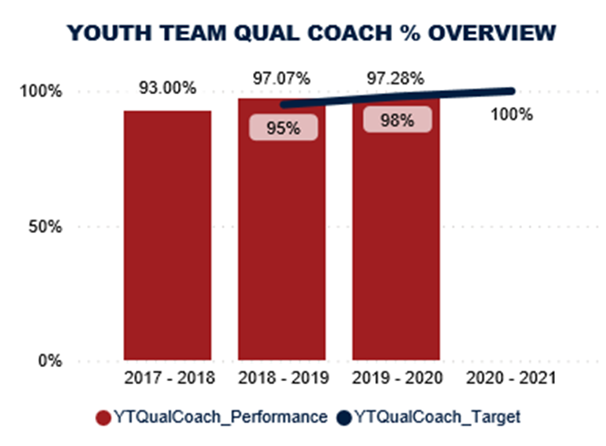 YOUTH TEAM QUAL COACH % OVERVIEW
93.00% 97.07% 97.28%
100%
95% 98% 100%
50%
0%
2017 - 2018 2018 - 2019 2019 - 2020 2020 - 2021
YTQualCoach_Performance YTQualCoach_Target